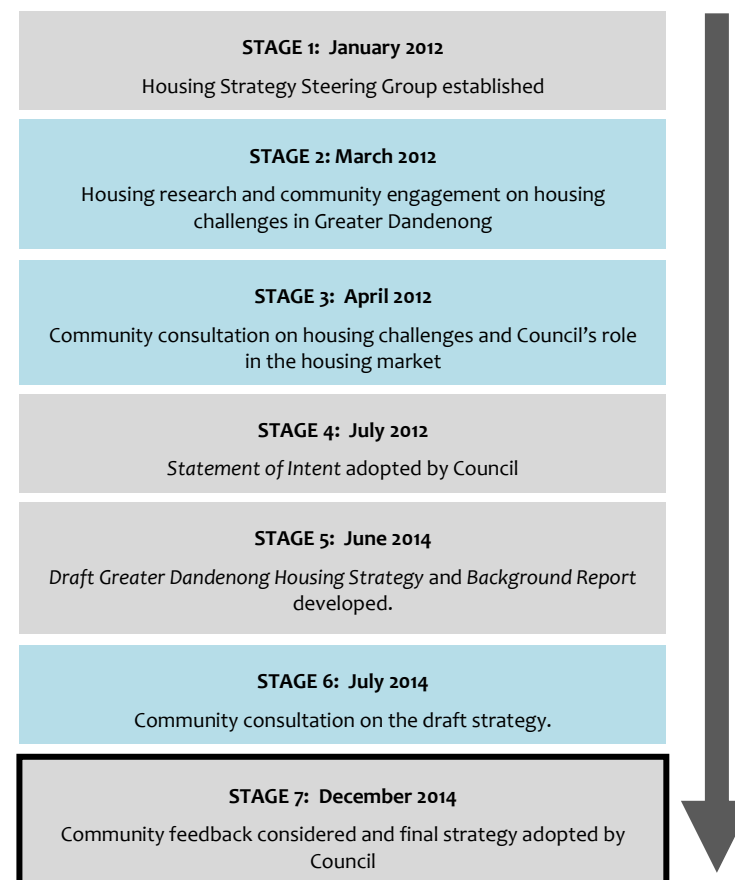 STAGE 1: January 2012
Housing Strategy Steering Group established
STAGE 2: March 2012
Housing research and community engagement on housing
challenges in Greater Dandenong
STAGE 3: April 2012
Community consultation on housing challenges and Council's role
in the housing market
STAGE 4: July 2012
Statement of Intent adopted by Council
STAGE 5: June 2014
Draft Greater Dandenong Housing Strategy and Background Report
developed.
STAGE 6: July 2014
Community consultation on the draft strategy.
STAGE 7: December 2014
Community feedback considered and final strategy adopted by
Council